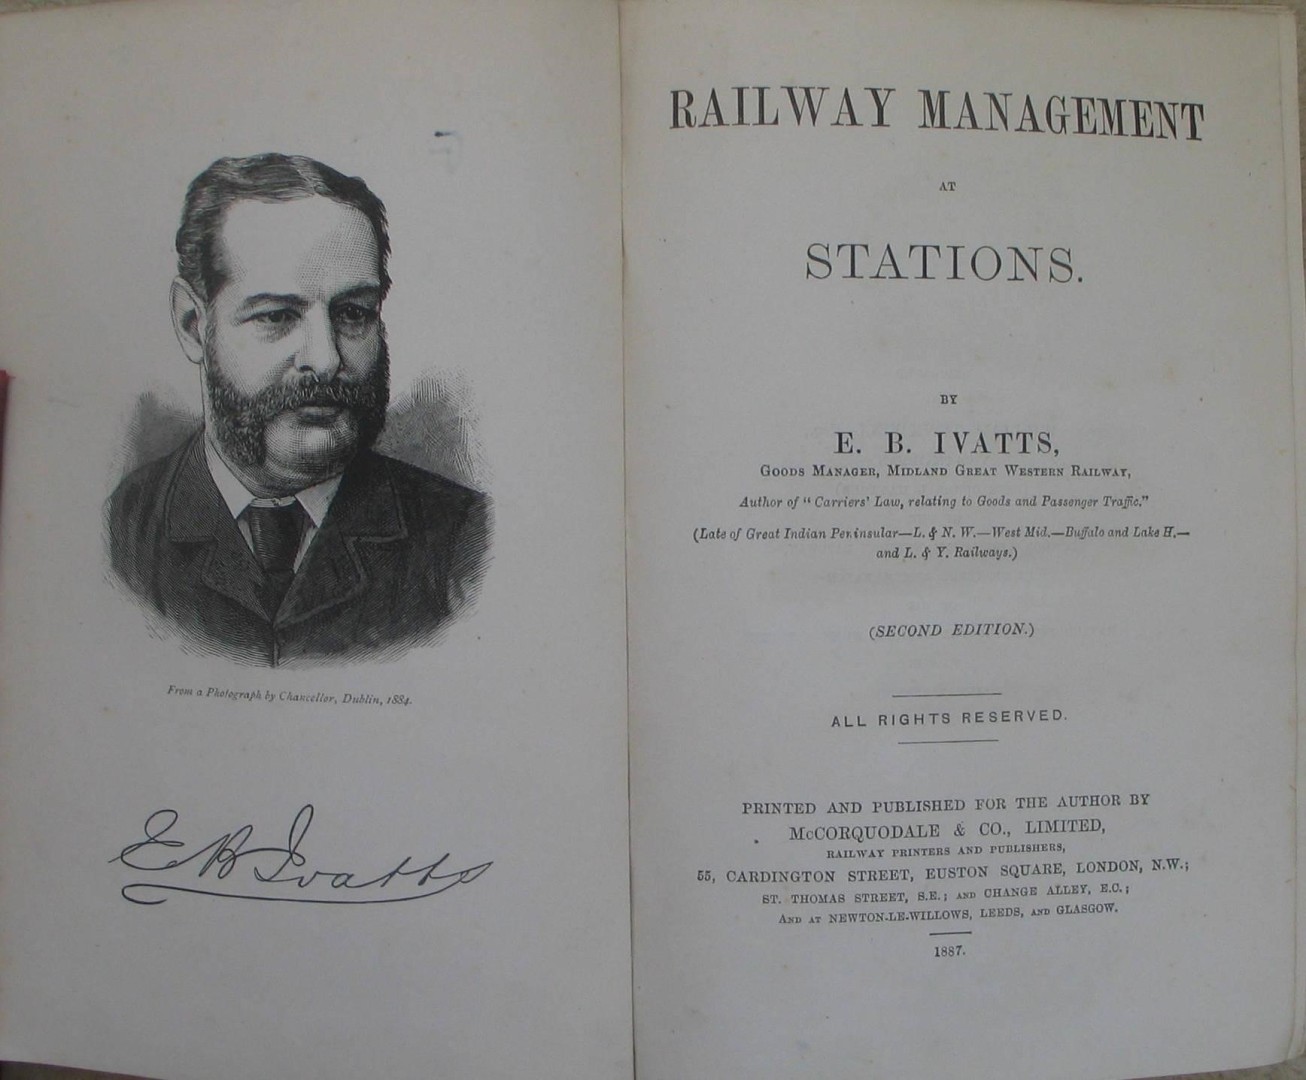 From a Photograph by Chancellor, Dublin, 1884.
E B Ivatts
RAILWAY MANAGEMENT
AT
STATIONS.
BY
E. B. IVATTS,
GOODS MANAGER, MIDLAND GREAT WESTERN RAILWAY,
Author of "Carriers' Law, relating to Goods and Passenger Traffic."
(Late of Great Indian Peninsular—L. & N. W.—West Mid.—Buffalo and Lake H.—
and L. & Y. Railways.)
(SECOND EDITION.)
ALL RIGHTS RESERVED.
PRINTED AND PUBLISHED FOR THE AUTHOR BY
McCORQUODALE & CO., LIMITED,
RAILWAY PRINTERS AND PUBLISHERS,
55, CARDINGTON STREET, EUSTON SQUARE, LONDON, N.W.;
ST. THOMAS STREET, S.E.; AND CHANGE ALLEY, E.C.;
AND AT NEWTON-LE-WILLOWS, LEEDS, AND GLASGOW.
1887.